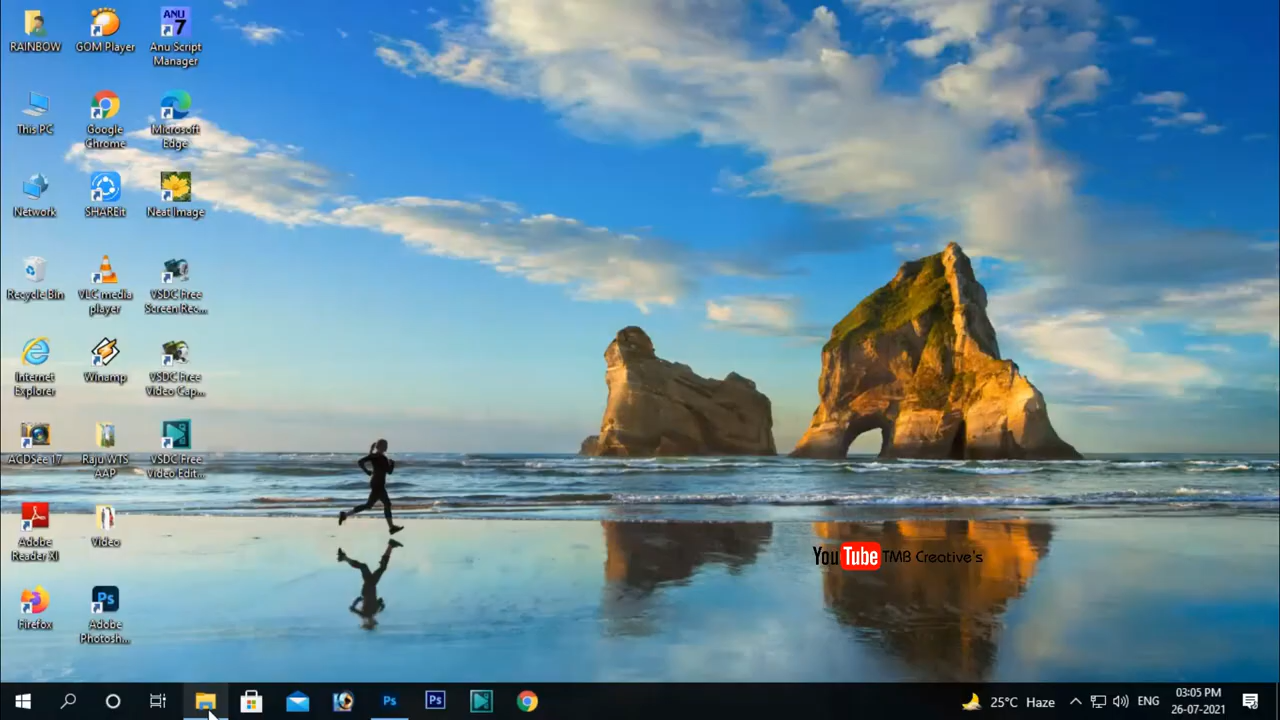 RAINBOW
GOM Player
ANU
7
Anu Script
Manager
This PC
Google
Chrome
Microsoft
Edge
Network
SHAREit
Neat Image
Recycle Bin
VLC media
player
VSDC Free
Screen Rec...
Internet
Explorer
Winamp
VSDC Free
Video Cap...
ACDSee 17
Raju WTS
AAP
VSDC Free
Video Edit...
Adobe
Reader XI
Video
Firefox
Ps
Adobe
Photosh...
YouTube TMB Creative's
Ps
Ps
25°C Haze
ENG
03:05 PM
26-07-2021